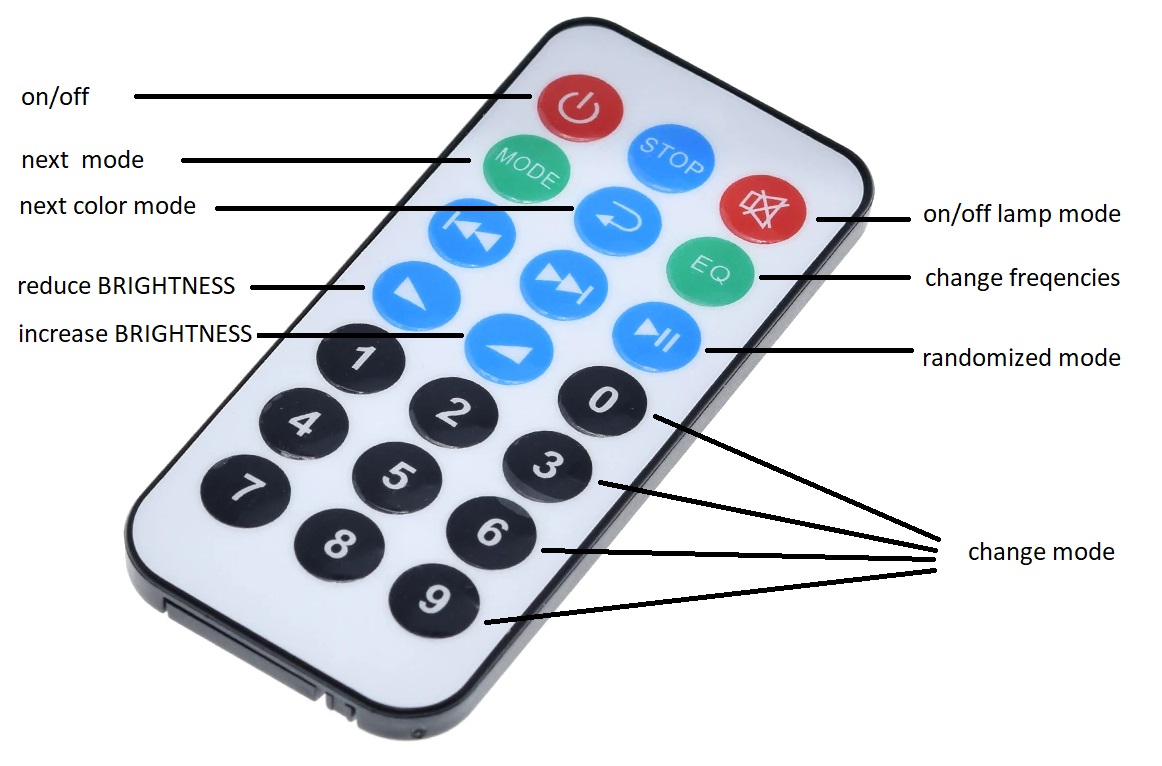 on/off
next mode
next color mode
reduce BRIGHTNESS
increase BRIGHTNESS
STOP
MODE
EQ
1
2
0
4
5
3
7
8
6
9
on/off lamp mode
change freqencies
randomized mode
change mode